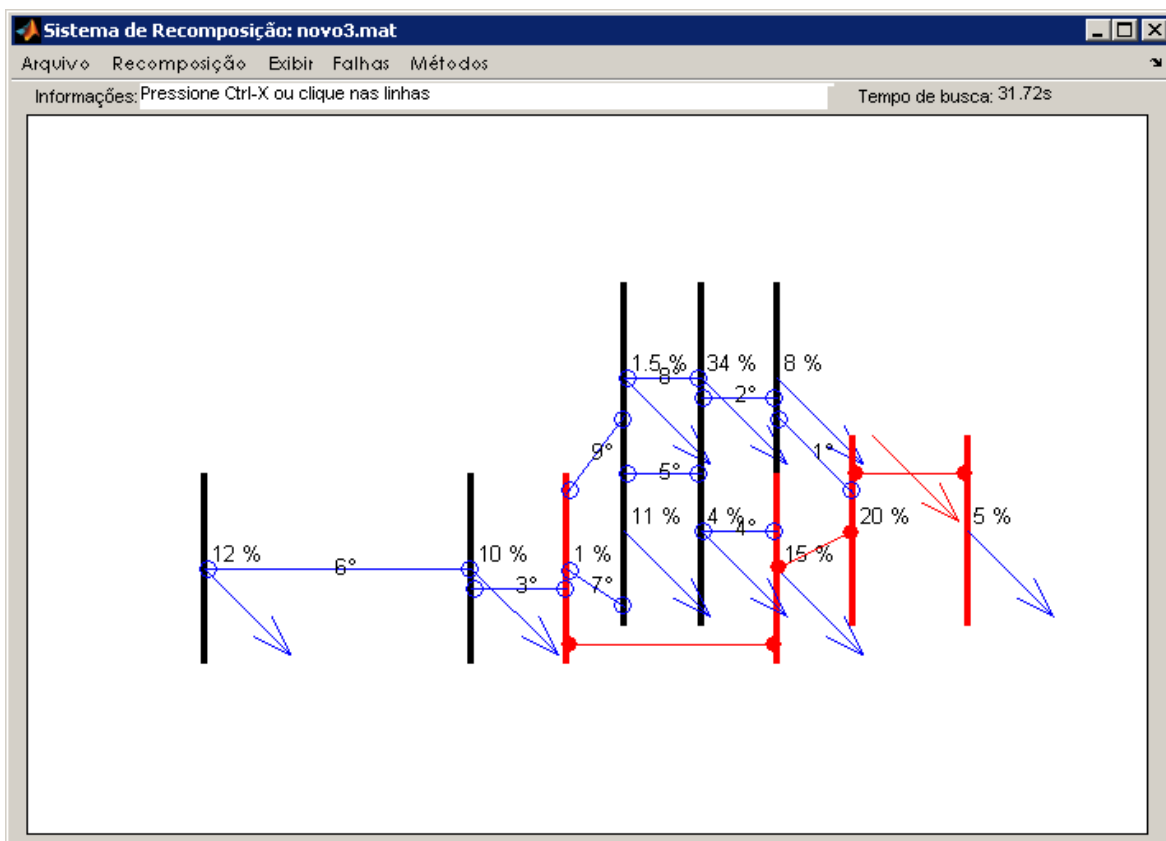 Sistema de Recomposição: novo3.mat
Arquivo Recomposição Exibir Falhas Métodos
Informações: Pressione Ctrl-X ou clique nas linhas Tempo de busca: 31.72s
1.5 % 34 % 8 %
8°
2°
9° 1°
5°
11 % 4 % 20 % 5 %
4°
12 % 10 % 1 % 15 %
6°
3° 7°